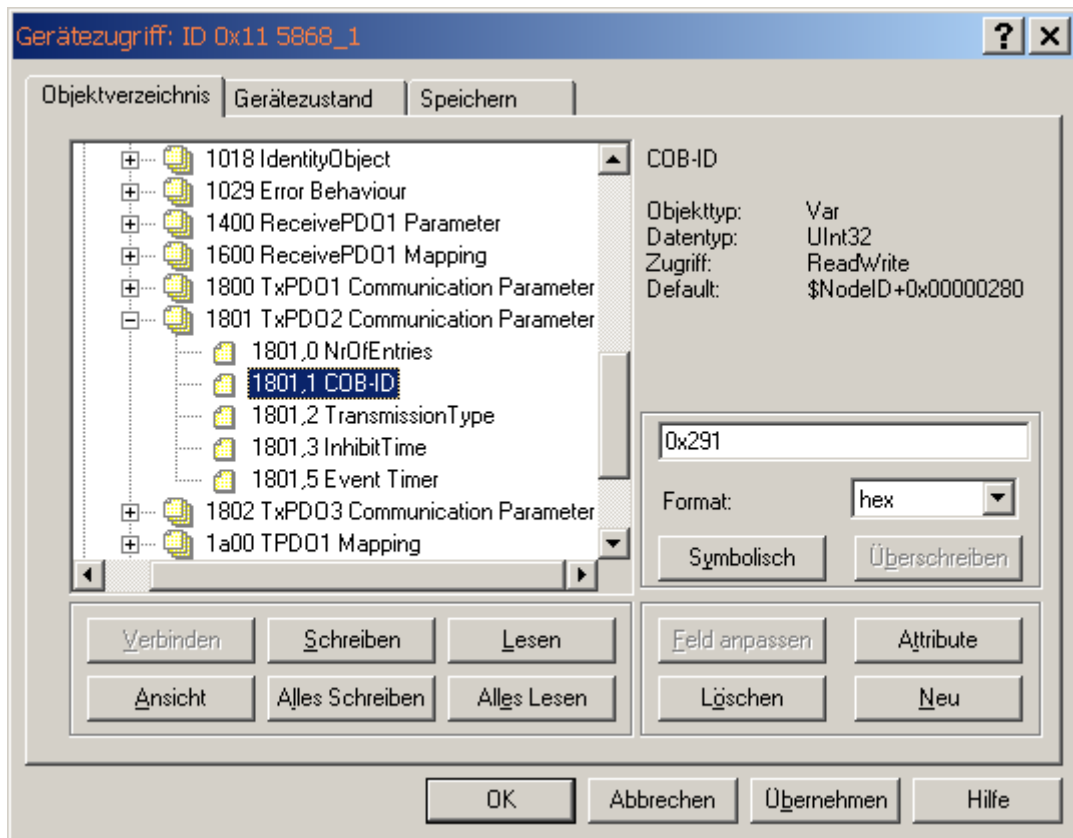 Gerätezugriff: ID 0x11 5868_1
Objektverzeichnis Gerätezustand Speichern
1018 IdentityObject
1029 Error Behaviour
1400 ReceivePDO1 Parameter
1600 ReceivePDO1 Mapping
1800 TxPDO1 Communication Parameter
1801 TxPDO2 Communication Parameter
1801,0 NrOfEntries
1801,1 COB-ID
1801,2 TransmissionType
1801,3 InhibitTime
1801,5 Event Timer
1802 TxPDO3 Communication Parameter
1a00 TPDO1 Mapping
COB-ID
Objekttyp: Var
Datentyp: UInt32
Zugriff: ReadWrite
Default: $NodeID+0x00000280
0x291
Format: hex
Symbolisch Überschreiben
Verbinden Schreiben Lesen
Ansicht Alles Schreiben Alles Lesen
Feld anpassen Attribute
Löschen Neu
OK Abbrechen Übernehmen Hilfe